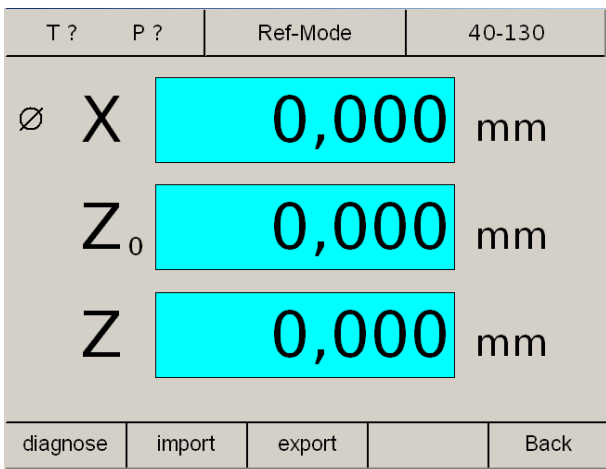 T ? P ? Ref-Mode 40-130
∅ X 0,000 mm
Z₀ 0,000 mm
Z 0,000 mm
diagnose import export Back